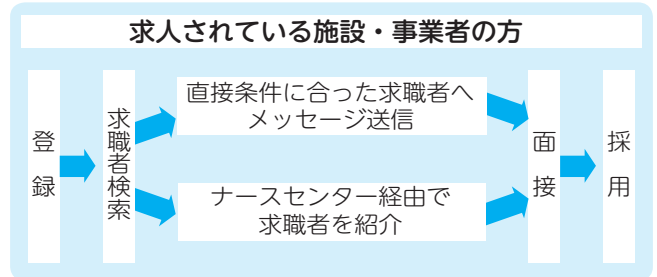 求人されている施設・事業者の方
登録
求職者検索
直接条件に合った求職者へ
メッセージ送信
ナースセンター経由で
求職者を紹介
面接
採用